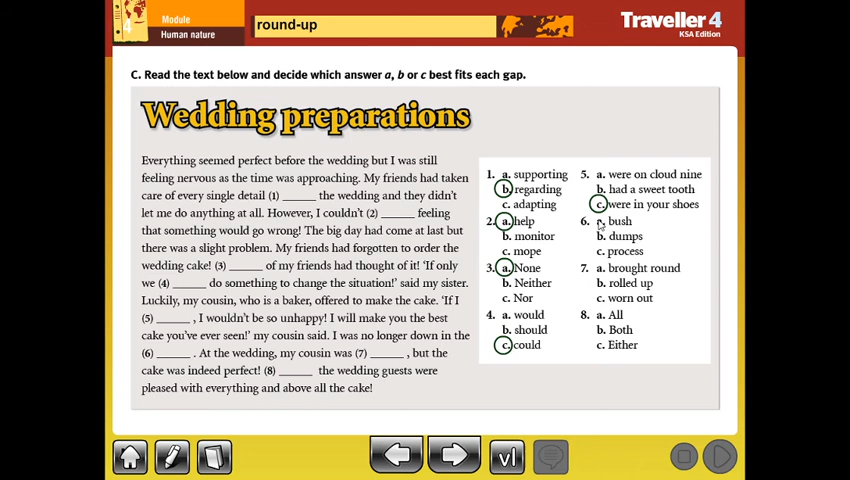 4
Module
Human nature
round-up
Traveller 4
KSA Edition
C. Read the text below and decide which answer a, b or c best fits each gap.
Wedding preparations
Everything seemed perfect before the wedding but I was still
feeling nervous as the time was approaching. My friends had taken
care of every single detail (1) ______ the wedding and they didn't
let me do anything at all. However, I couldn't (2) ______ feeling
that something would go wrong! The big day had come at last but
there was a slight problem. My friends had forgotten to order the
wedding cake! (3) ______ of my friends had thought of it! 'If only
we (4) ______ do something to change the situation!' said my sister.
Luckily, my cousin, who is a baker, offered to make the cake. 'If I
(5) ______ , I wouldn't be so unhappy! I will make you the best
cake you've ever seen!' my cousin said. I was no longer down in the
(6) ______ . At the wedding, my cousin was (7) ______ , but the
cake was indeed perfect! (8) ______ the wedding guests were
pleased with everything and above all the cake!
1. a. supporting
b. regarding
c. adapting
2. a. help
b. monitor
c. mope
3. a. None
b. Neither
c. Nor
4. a. would
b. should
c. could
5. a. were on cloud nine
b. had a sweet tooth
c. were in your shoes
6. a. bush
b. dumps
c. process
7. a. brought round
b. rolled up
c. worn out
8. a. All
b. Both
c. Either